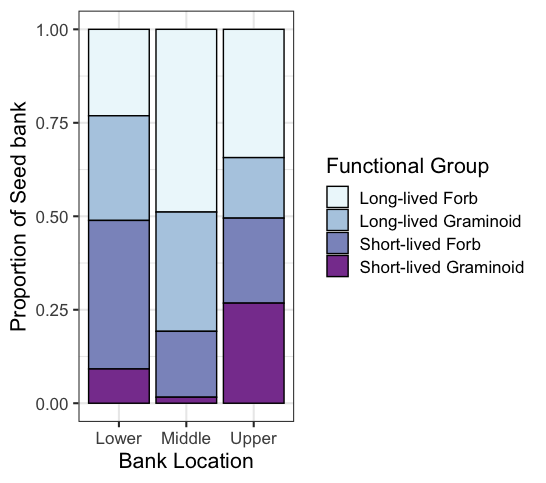 Proportion of Seed bank
1.00
0.75
0.50
0.25
0.00
Lower Middle Upper
Bank Location
Functional Group
Long-lived Forb
Long-lived Graminoid
Short-lived Forb
Short-lived Graminoid